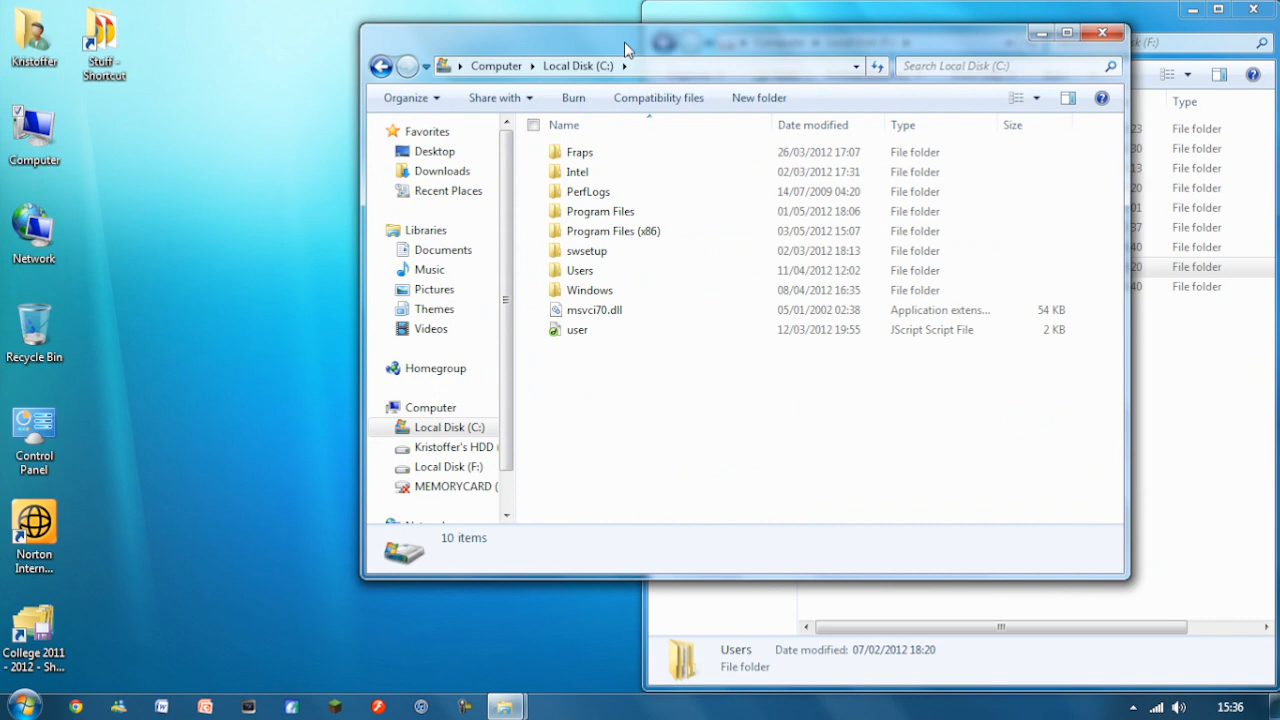 Kristoffer
Stuff - Shortcut
Computer
Network
Recycle Bin
Control Panel
Norton Intern...
College 2011 - 2012 - Sh...
Computer
Local Disk (C:)
Search Local Disk (C:)
(F:)
Organize
Share with
Burn
Compatibility files
New folder
Favorites
Desktop
Downloads
Recent Places
Libraries
Documents
Music
Pictures
Themes
Videos
Homegroup
Computer
Local Disk (C:)
Kristoffer's HDD (
Local Disk (F:)
MEMORYCARD (
Name Date modified Type Size
Fraps 26/03/2012 17:07 File folder
Intel 02/03/2012 17:31 File folder
PerfLogs 14/07/2009 04:20 File folder
Program Files 01/05/2012 18:06 File folder
Program Files (x86) 03/05/2012 15:07 File folder
swsetup 02/03/2012 18:13 File folder
Users 11/04/2012 12:02 File folder
Windows 08/04/2012 16:35 File folder
msvci70.dll 05/01/2002 02:38 Application extens... 54 KB
user 12/03/2012 19:55 JScript Script File 2 KB
10 items
Type
23 File folder
30 File folder
13 File folder
20 File folder
01 File folder
37 File folder
40 File folder
20 File folder
40 File folder
Users Date modified: 07/02/2012 18:20
File folder
15:36